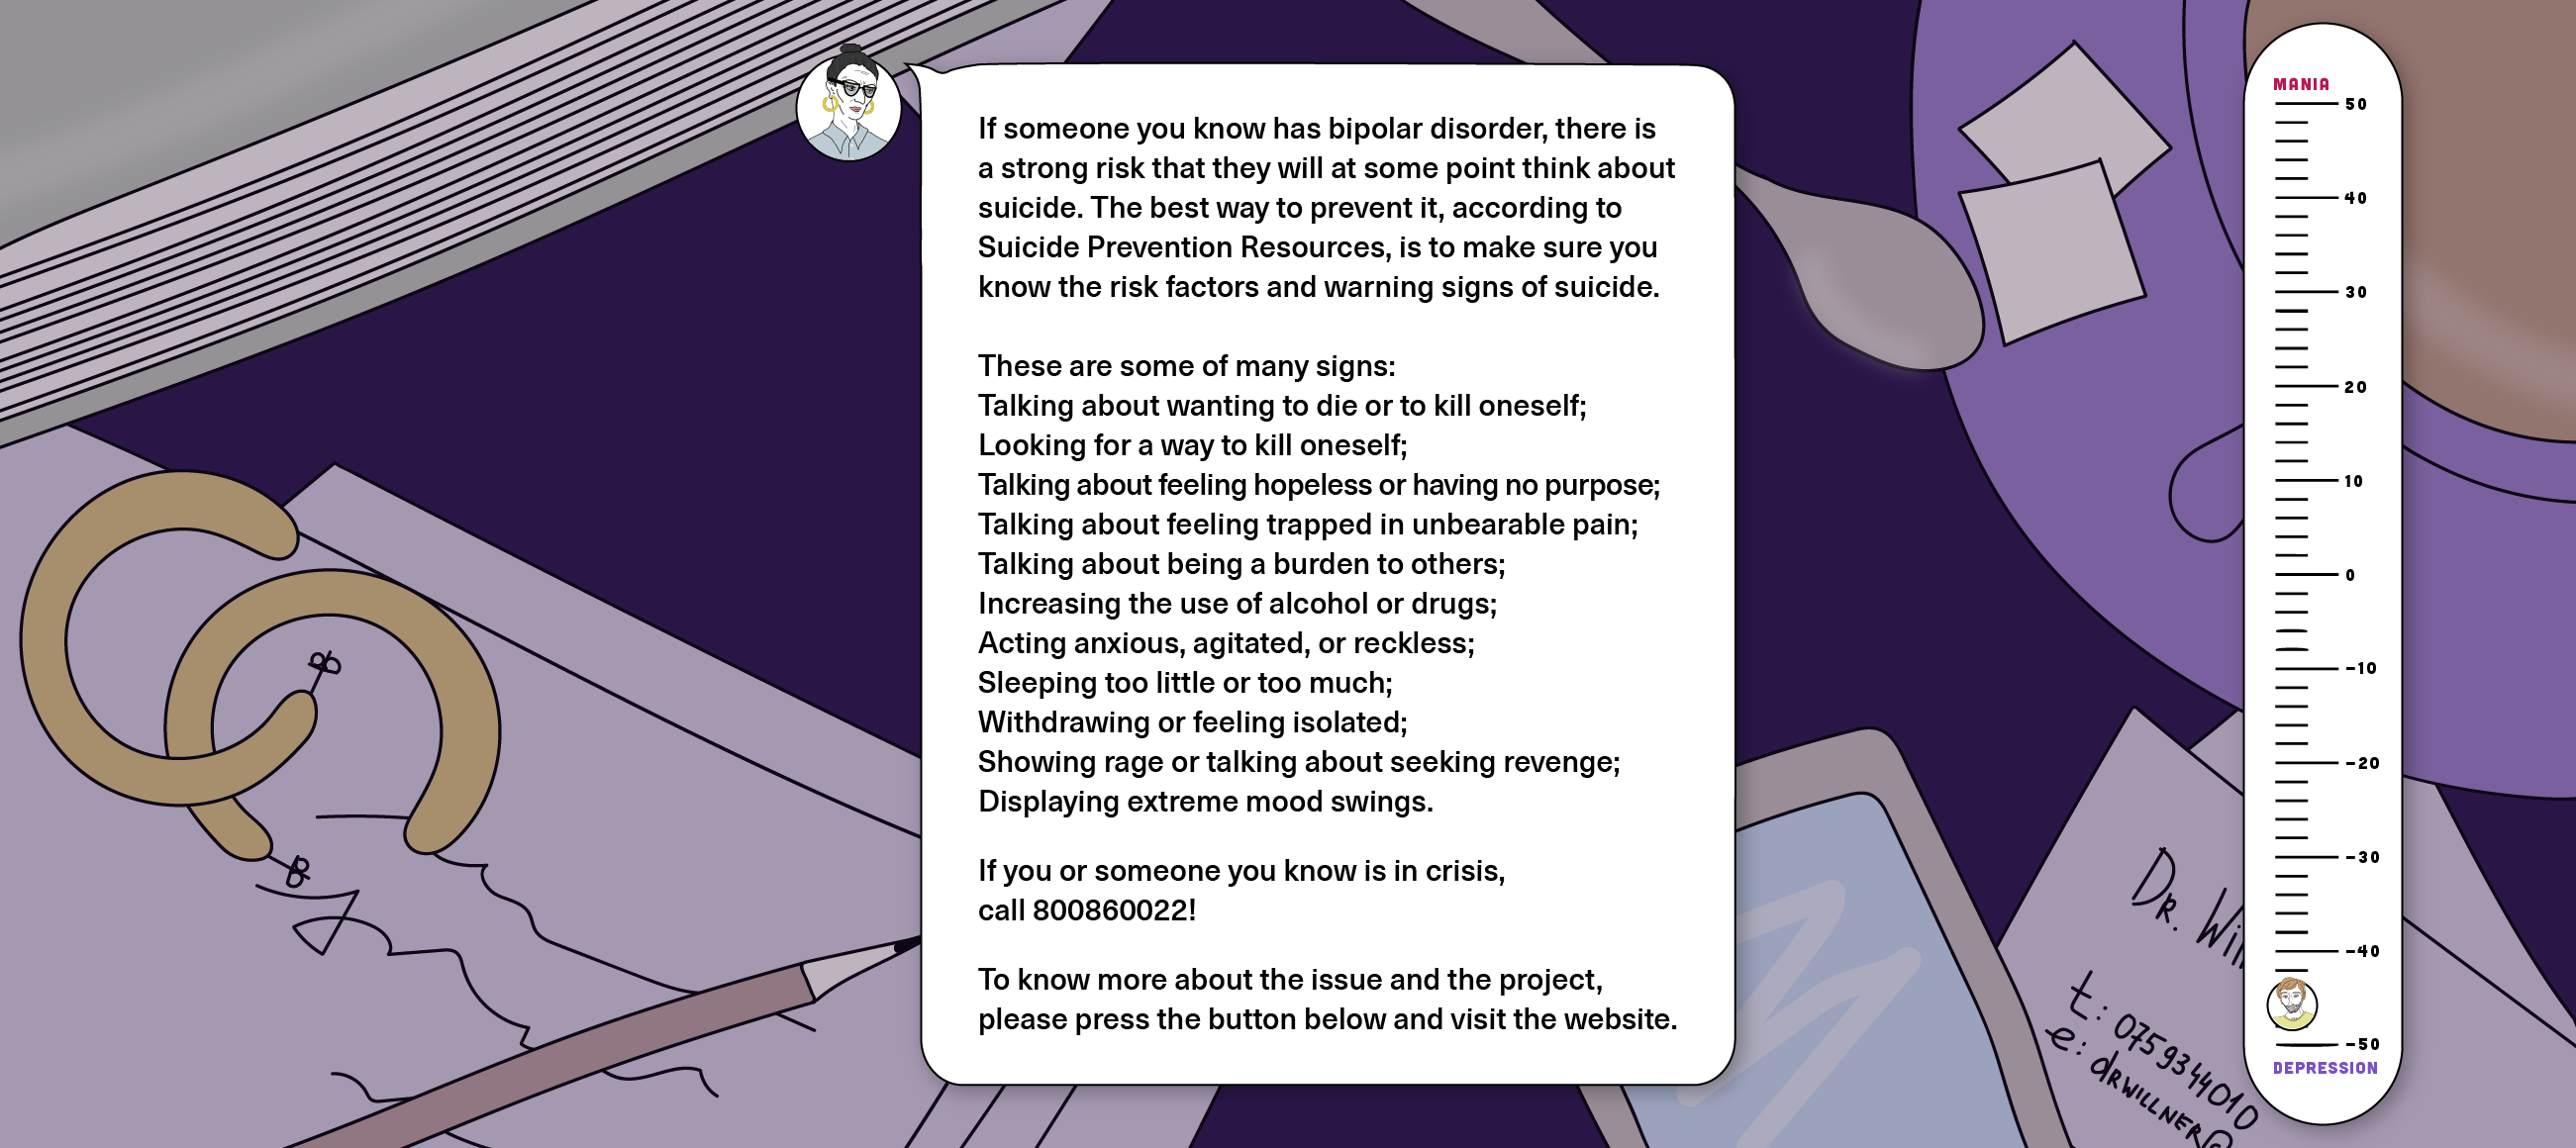 If someone you know has bipolar disorder, there is
a strong risk that they will at some point think about
suicide. The best way to prevent it, according to
Suicide Prevention Resources, is to make sure you
know the risk factors and warning signs of suicide.
These are some of many signs:
Talking about wanting to die or to kill oneself;
Looking for a way to kill oneself;
Talking about feeling hopeless or having no purpose;
Talking about feeling trapped in unbearable pain;
Talking about being a burden to others;
Increasing the use of alcohol or drugs;
Acting anxious, agitated, or reckless;
Sleeping too little or too much;
Withdrawing or feeling isolated;
Showing rage or talking about seeking revenge;
Displaying extreme mood swings.
If you or someone you know is in crisis,
call 800860022!
To know more about the issue and the project,
please press the button below and visit the website.
MANIA
50
40
30
20
10
0
-10
-20
-30
-40
-50
DEPRESSION
DR.
t: 0759344010
e: DRWILLNER@